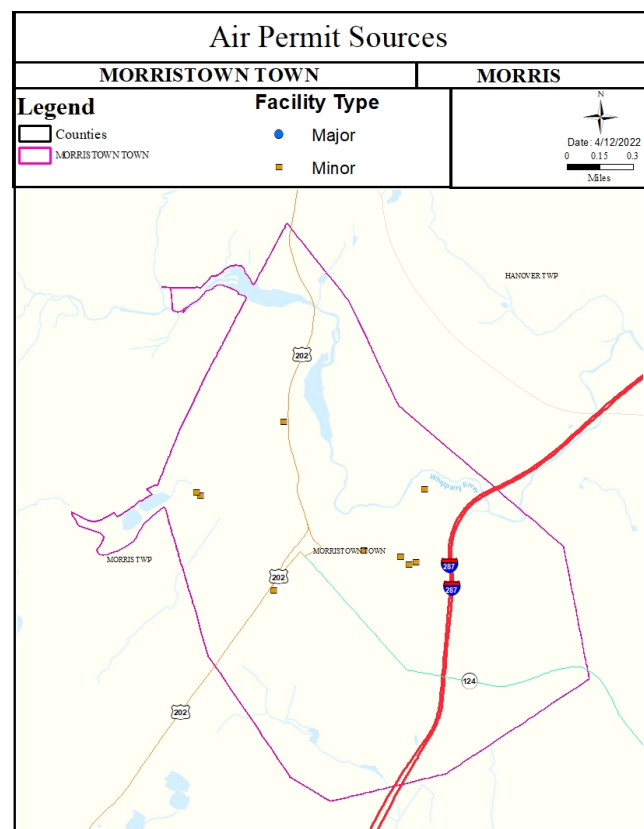 Air Permit Sources
MORRISTOWN TOWN
MORRIS
Legend
Counties
MORRISTOWN TOWN
Facility Type
Major
Minor
N
Date: 4/12/2022
0 0.15 0.3
Miles
HANOVER TWP
202
Whippany River
MORRISTOWN TOWN
MORRIS TWP
202
287
287
124
202